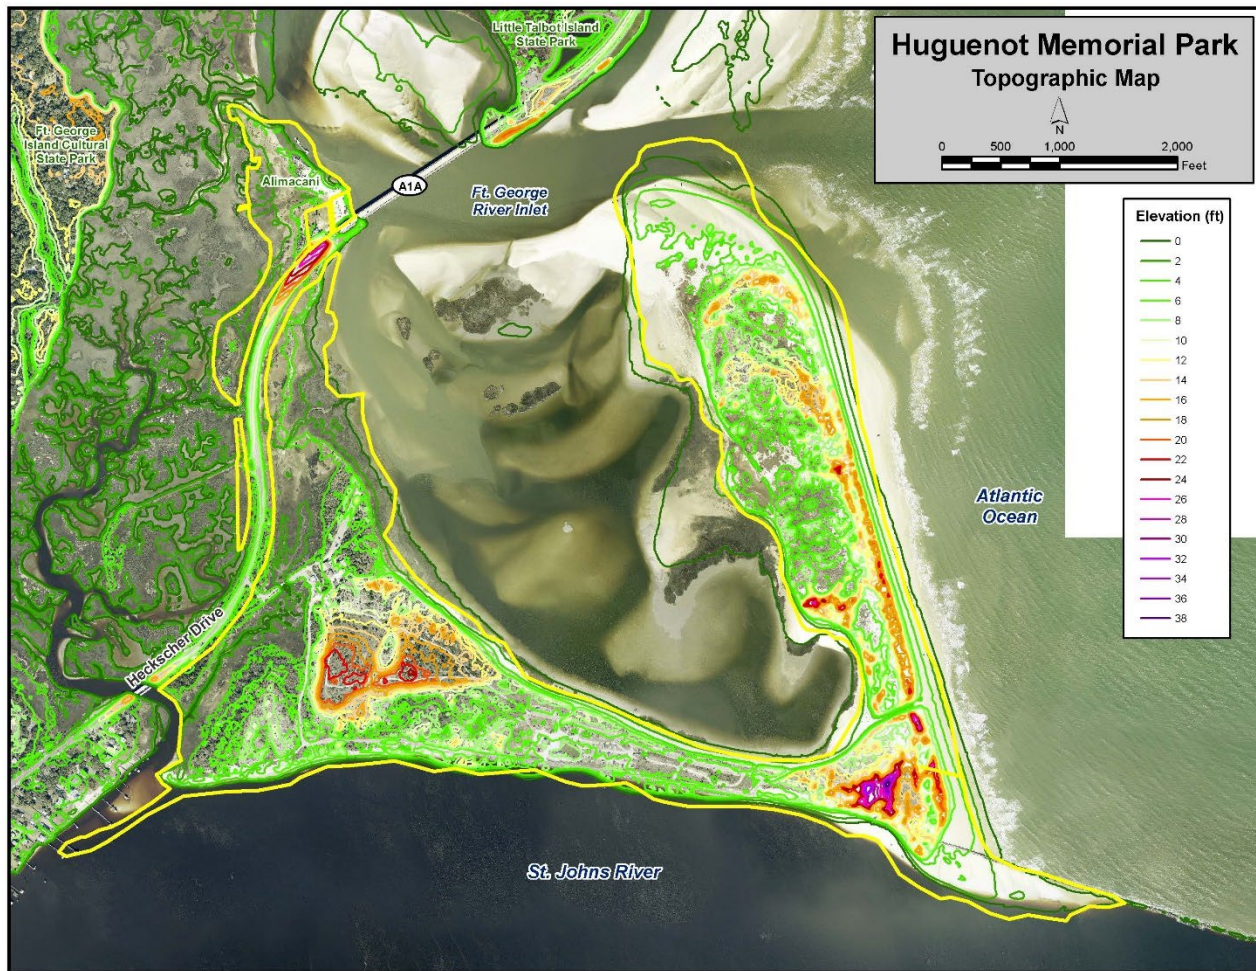 Huguenot Memorial Park
Topographic Map
N
0 500 1,000 2,000
Feet
Little Talbot Island
State Park
Ft. George
Island Cultural
State Park
Alimacani
A1A
Ft. George
River Inlet
Elevation (ft)
0
2
4
6
8
10
12
14
16
18
20
22
24
26
28
30
32
34
36
38
Atlantic
Ocean
Heckscher Drive
St. Johns River